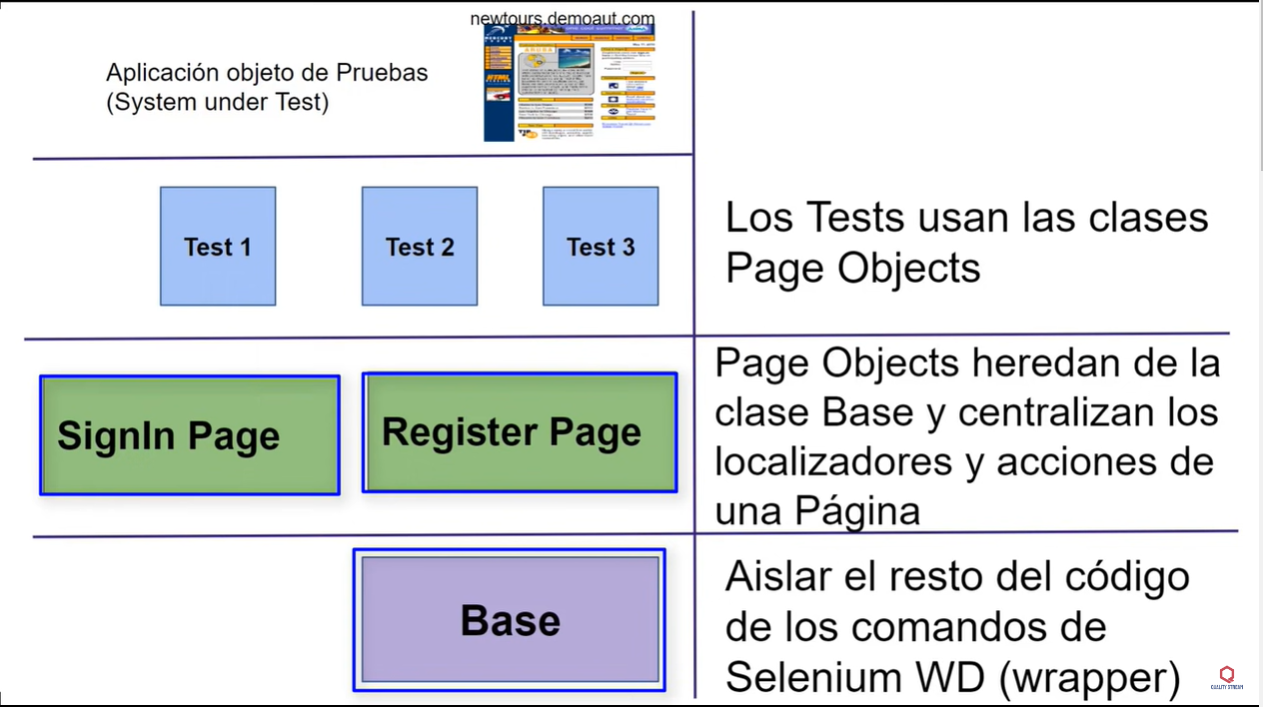 newtours.demoaut.com
Aplicación objeto de Pruebas
(System under Test)
Test 1
Test 2
Test 3
Los Tests usan las clases
Page Objects
SignIn Page
Register Page
Page Objects heredan de la
clase Base y centralizan los
localizadores y acciones de
una Página
Base
Aislar el resto del código
de los comandos de
Selenium WD (wrapper)
QUALITY STREAM